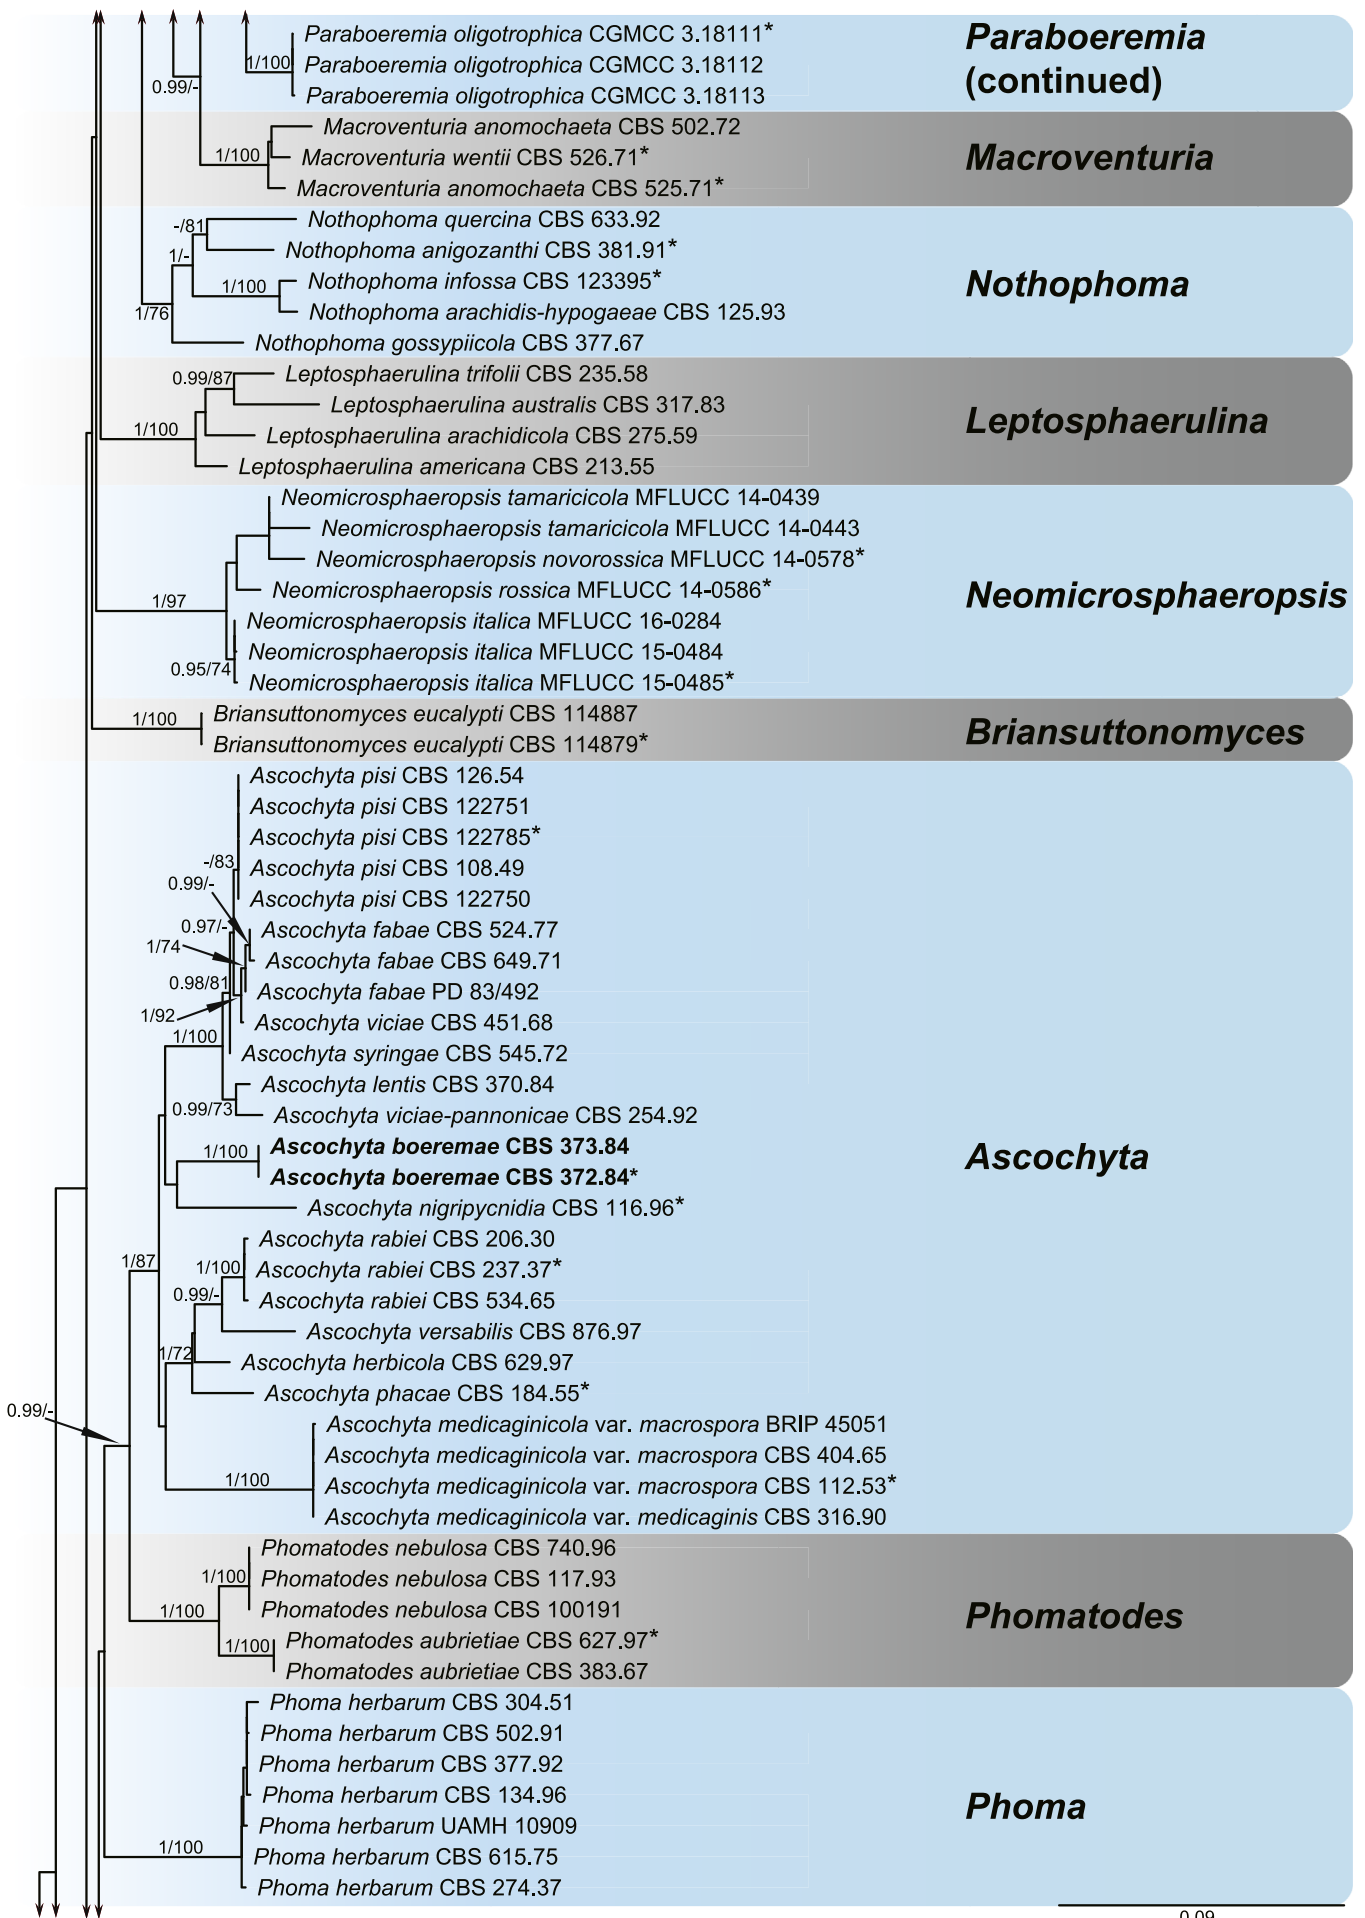 Paraboeremia oligotrophica CGMCC 3.18111*
1/100
Paraboeremia oligotrophica CGMCC 3.18112
Paraboeremia oligotrophica CGMCC 3.18113
Paraboeremia
(continued)
0.99/-
Macroventuria anomochaeta CBS 502.72
1/100
Macroventuria wentii CBS 526.71*
Macroventuria anomochaeta CBS 525.71*
Macroventuria
Nothophoma quercina CBS 633.92
-/81
Nothophoma anigozanthi CBS 381.91*
1/-
Nothophoma infossa CBS 123395*
1/100
Nothophoma arachidis-hypogaeae CBS 125.93
1/76
Nothophoma gossypiicola CBS 377.67
Nothophoma
Leptosphaerulina trifolii CBS 235.58
0.99/87
Leptosphaerulina australis CBS 317.83
1/100
Leptosphaerulina arachidicola CBS 275.59
Leptosphaerulina americana CBS 213.55
Leptosphaerulina
Neomicrosphaeropsis tamaricicola MFLUCC 14-0439
Neomicrosphaeropsis tamaricicola MFLUCC 14-0443
Neomicrosphaeropsis novorossica MFLUCC 14-0578*
Neomicrosphaeropsis rossica MFLUCC 14-0586*
1/97
Neomicrosphaeropsis italica MFLUCC 16-0284
Neomicrosphaeropsis italica MFLUCC 15-0484
0.95/74
Neomicrosphaeropsis italica MFLUCC 15-0485*
Neomicrosphaeropsis
Briansuttonomyces eucalypti CBS 114887
1/100
Briansuttonomyces eucalypti CBS 114879*
Briansuttonomyces
Ascochyta pisi CBS 126.54
Ascochyta pisi CBS 122751
Ascochyta pisi CBS 122785*
-/83
Ascochyta pisi CBS 108.49
0.99/-
Ascochyta pisi CBS 122750
0.97/-
Ascochyta fabae CBS 524.77
1/74
Ascochyta fabae CBS 649.71
0.98/81
Ascochyta fabae PD 83/492
1/92
Ascochyta viciae CBS 451.68
1/100
Ascochyta syringae CBS 545.72
Ascochyta lentis CBS 370.84
0.99/73
Ascochyta viciae-pannonicae CBS 254.92
Ascochyta boeremae CBS 373.84
1/100
Ascochyta boeremae CBS 372.84*
Ascochyta nigripycnidia CBS 116.96*
Ascochyta
Ascochyta rabiei CBS 206.30
1/87
1/100
Ascochyta rabiei CBS 237.37*
0.99/-
Ascochyta rabiei CBS 534.65
Ascochyta versabilis CBS 876.97
1/72
Ascochyta herbicola CBS 629.97
Ascochyta phacae CBS 184.55*
0.99/-
Ascochyta medicaginicola var. macrospora BRIP 45051
Ascochyta medicaginicola var. macrospora CBS 404.65
1/100
Ascochyta medicaginicola var. macrospora CBS 112.53*
Ascochyta medicaginicola var. medicaginis CBS 316.90
Phomatodes nebulosa CBS 740.96
1/100
Phomatodes nebulosa CBS 117.93
1/100
Phomatodes nebulosa CBS 100191
1/100
Phomatodes aubrietiae CBS 627.97*
Phomatodes aubrietiae CBS 383.67
Phomatodes
Phoma herbarum CBS 304.51
Phoma herbarum CBS 502.91
Phoma herbarum CBS 377.92
Phoma herbarum CBS 134.96
Phoma herbarum UAMH 10909
1/100
Phoma herbarum CBS 615.75
Phoma herbarum CBS 274.37
Phoma
0.09